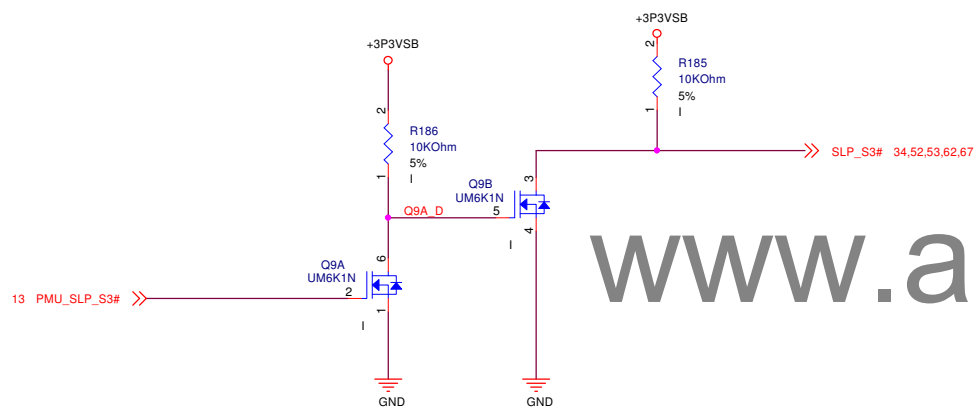 +3P3VSB
2
R185
10KOhm
5%
1
I
+3P3VSB
2
R186
10KOhm
5%
1
I
SLP_S3# 34,52,53,62,67
Q9B
UM6K1N
3
5
Q9A_D
4
I
Q9A
UM6K1N
6
2
1
I
13 PMU_SLP_S3#
GND
GND
www.a